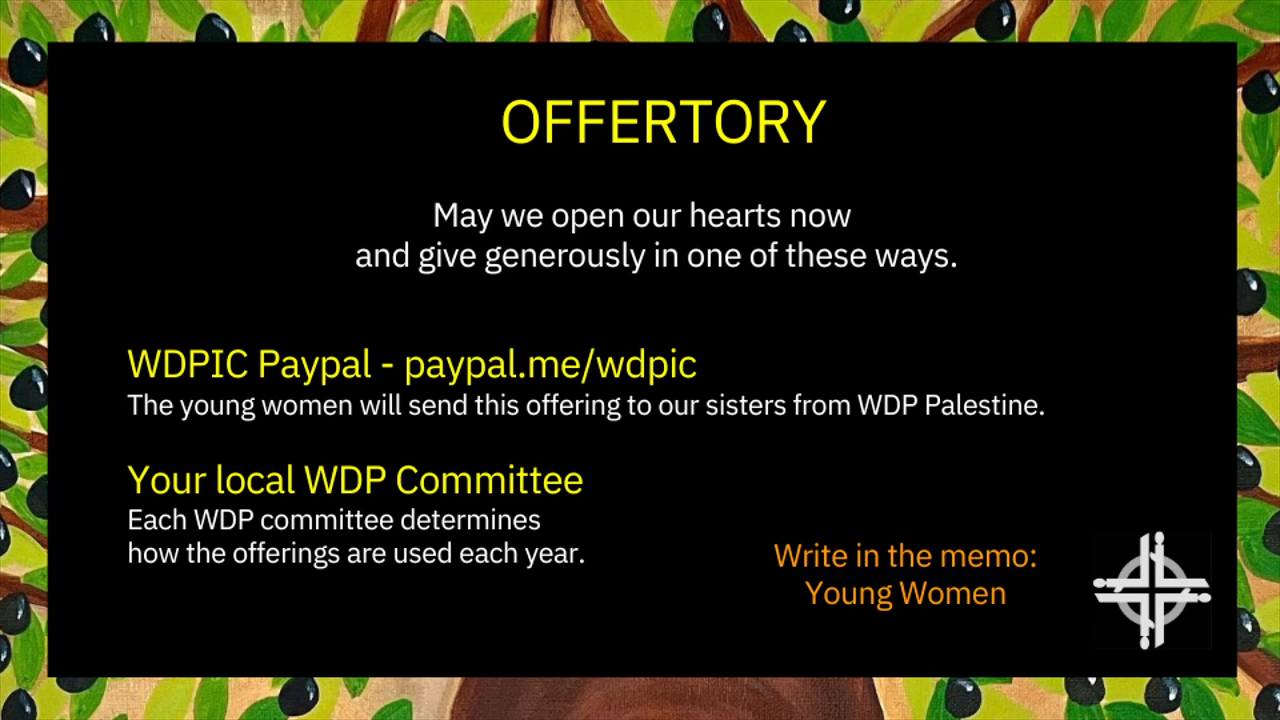 OFFERTORY
May we open our hearts now
and give generously in one of these ways.
WDPIC Paypal - paypal.me/wdpic
The young women will send this offering to our sisters from WDP Palestine.
Your local WDP Committee
Each WDP committee determines
how the offerings are used each year.
Write in the memo:
Young Women